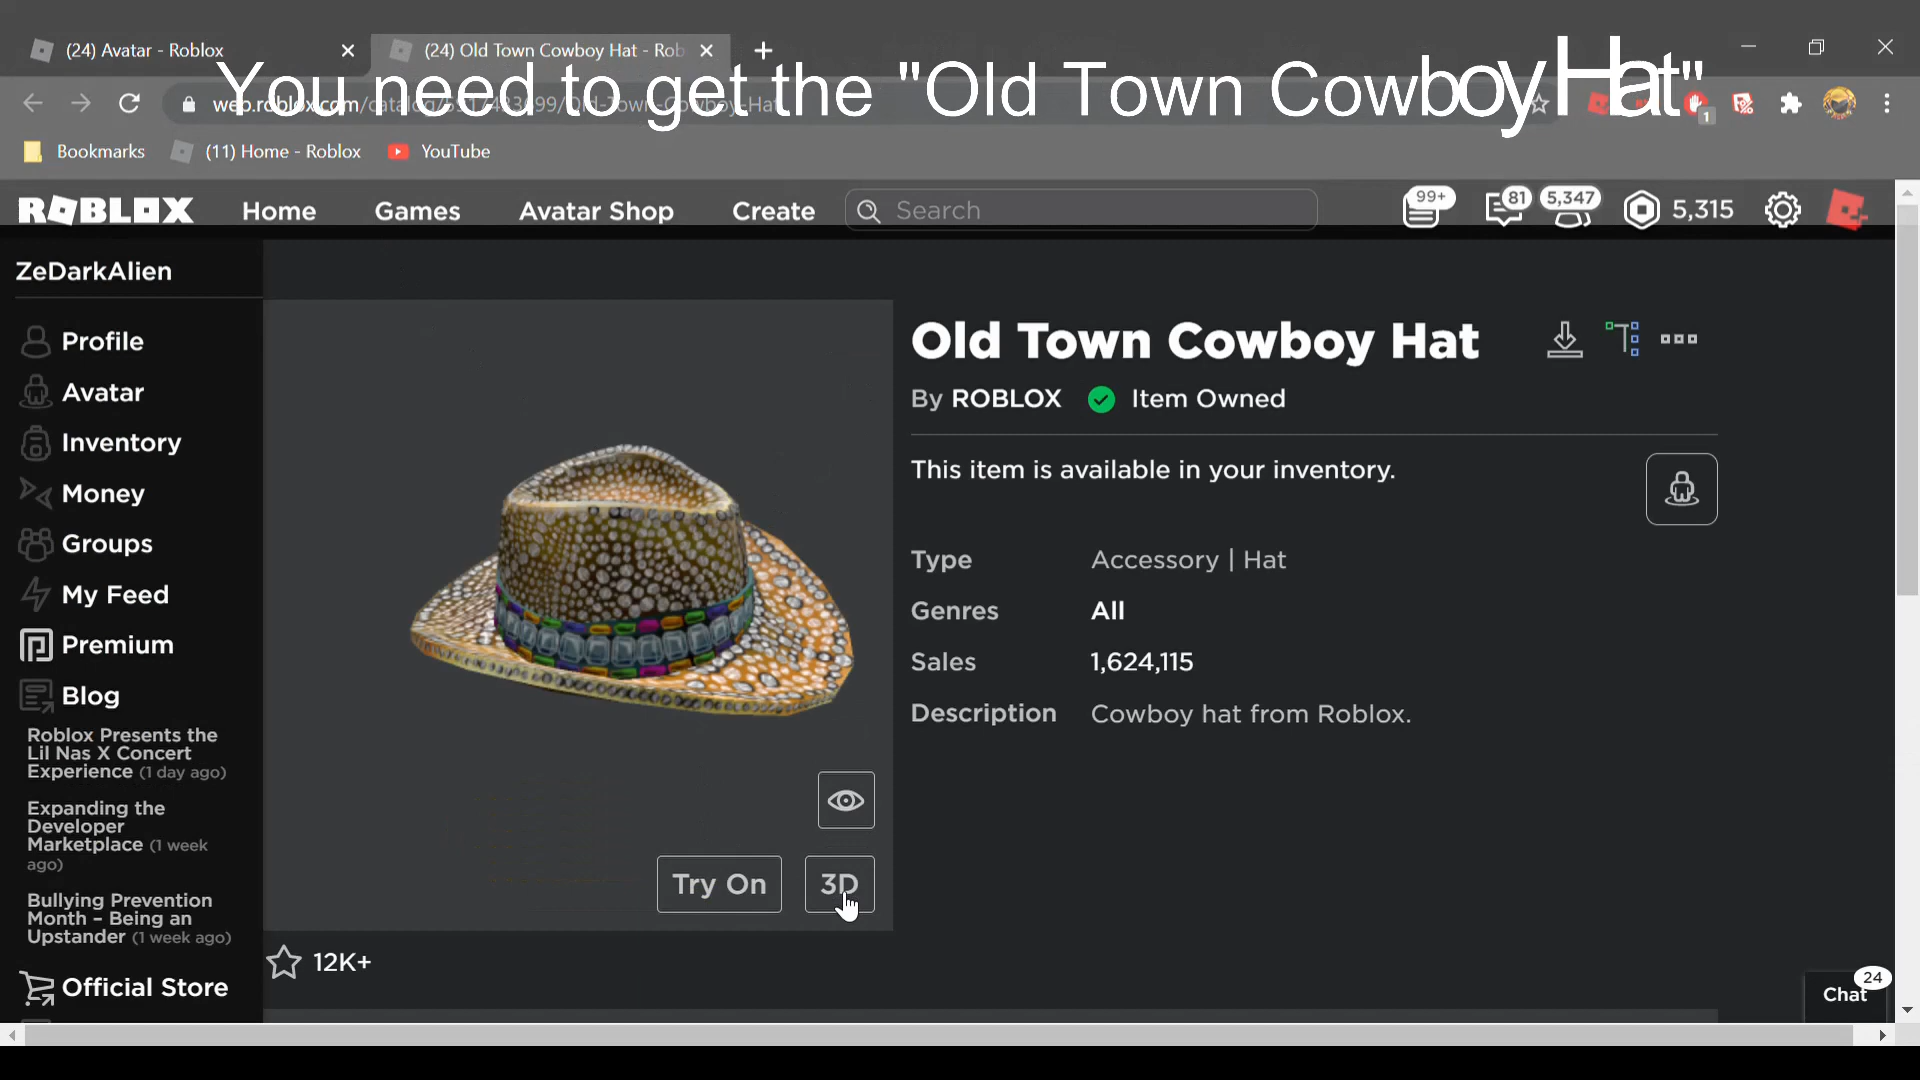 (24) Avatar - Roblox
(24) Old Town Cowboy Hat - Rob
You need to get the "Old Town Cowboy Hat"
Bookmarks
(11) Home - Roblox
YouTube
1
ROBLOX
Home
Games
Avatar Shop
Create
Search
99+
81
5,347
5,315
ZeDarkAlien
Profile
Avatar
Inventory
Money
Groups
My Feed
Premium
Blog
Roblox Presents the
Lil Nas X Concert
Experience (1 day ago)
Expanding the
Developer
Marketplace (1 week
ago)
Bullying Prevention
Month – Being an
Upstander (1 week ago)
Official Store
Try On
3D
12K+
Old Town Cowboy Hat
By ROBLOX
Item Owned
This item is available in your inventory.
Type
Accessory | Hat
Genres
All
Sales
1,624,115
Description
Cowboy hat from Roblox.
Chat
24